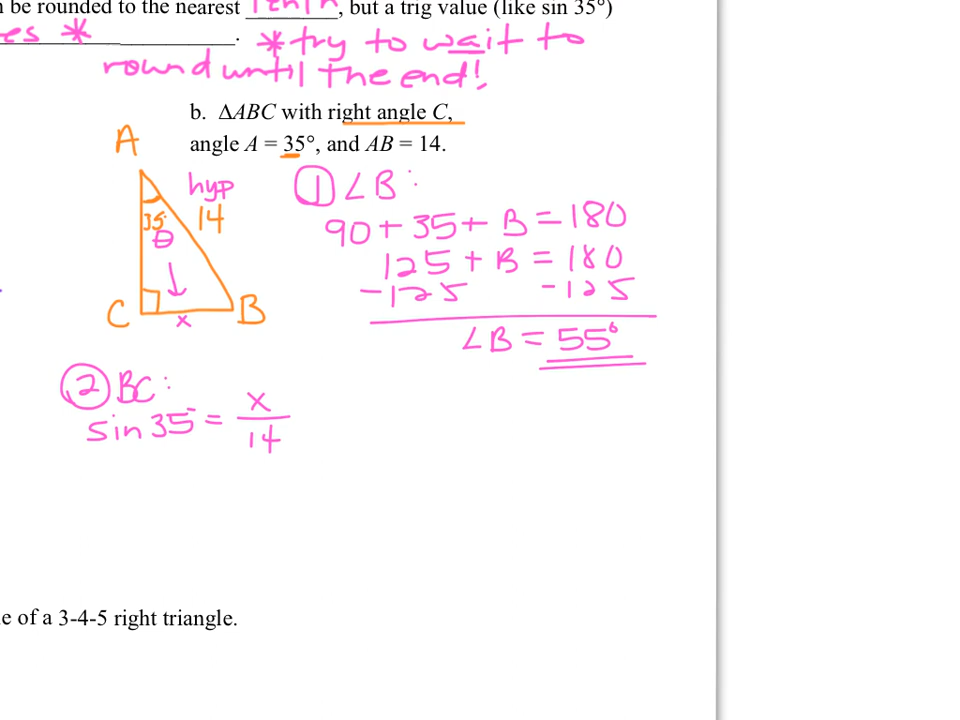 be rounded to the nearest Tenth, but a trig value (like sin 35°)
es * . *try to wait to
round until the end!
b. ΔABC with right angle C,
angle A = 35°, and AB = 14.
A
hyp
14
35°
θ
C
x
B
① ∠B:
90 + 35 + B = 180
125 + B = 180
-125 -125
∠B = 55°
② BC:
sin 35° = x
14
e of a 3-4-5 right triangle.